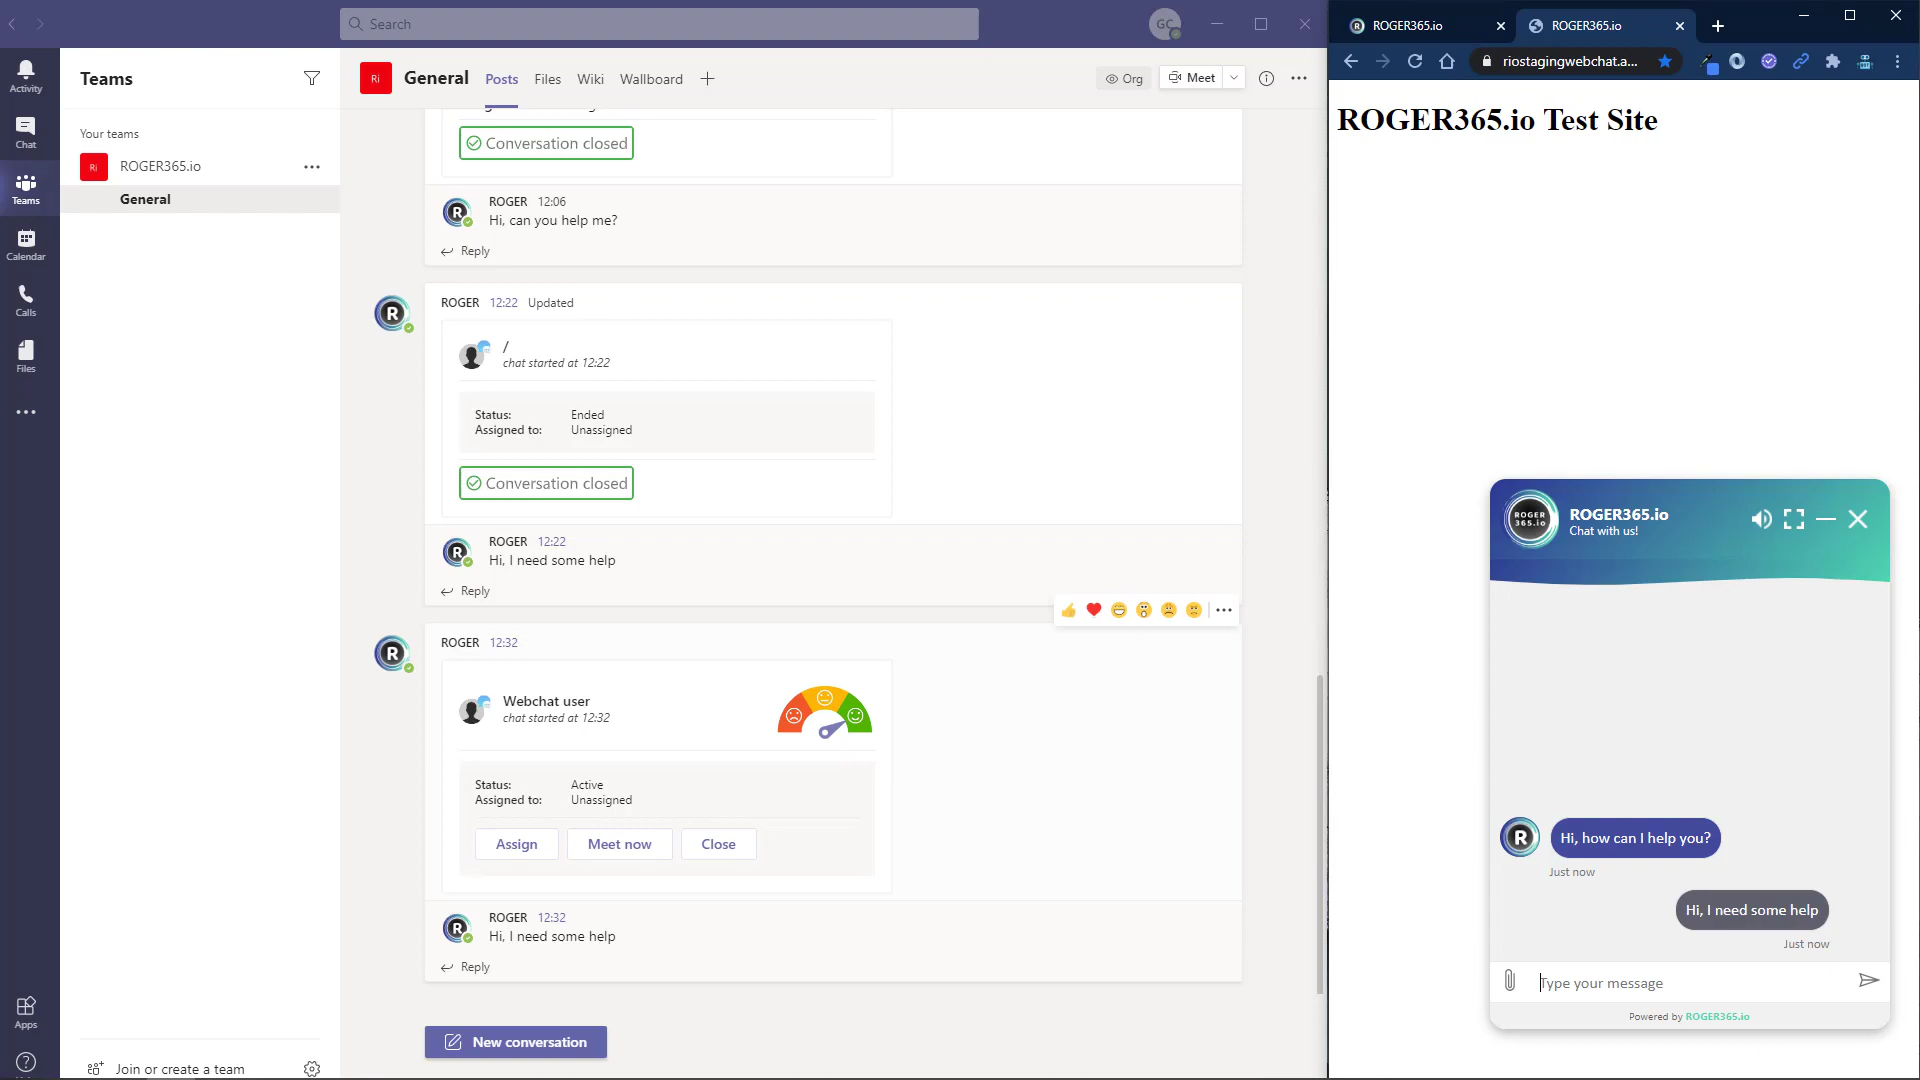 Search
GC
Activity
Chat
Teams
Calendar
Calls
Files
Apps
Teams
Your teams
Ri
ROGER365.io
General
Join or create a team
Ri
General
Posts
Files
Wiki
Wallboard
Org
Meet
Conversation closed
ROGER 12:06
Hi, can you help me?
Reply
R
ROGER 12:22 Updated
/
chat started at 12:22
Status: Ended
Assigned to: Unassigned
Conversation closed
R
ROGER 12:22
Hi, I need some help
Reply
R
ROGER 12:32
Webchat user
chat started at 12:32
Status: Active
Assigned to: Unassigned
Assign
Meet now
Close
R
ROGER 12:32
Hi, I need some help
Reply
New conversation
ROGER365.io
ROGER365.io
riostagingwebchat.a...
ROGER365.io Test Site
ROGER
365.io
ROGER365.io
Chat with us!
R
Hi, how can I help you?
Just now
Hi, I need some help
Just now
Type your message
Powered by ROGER365.io